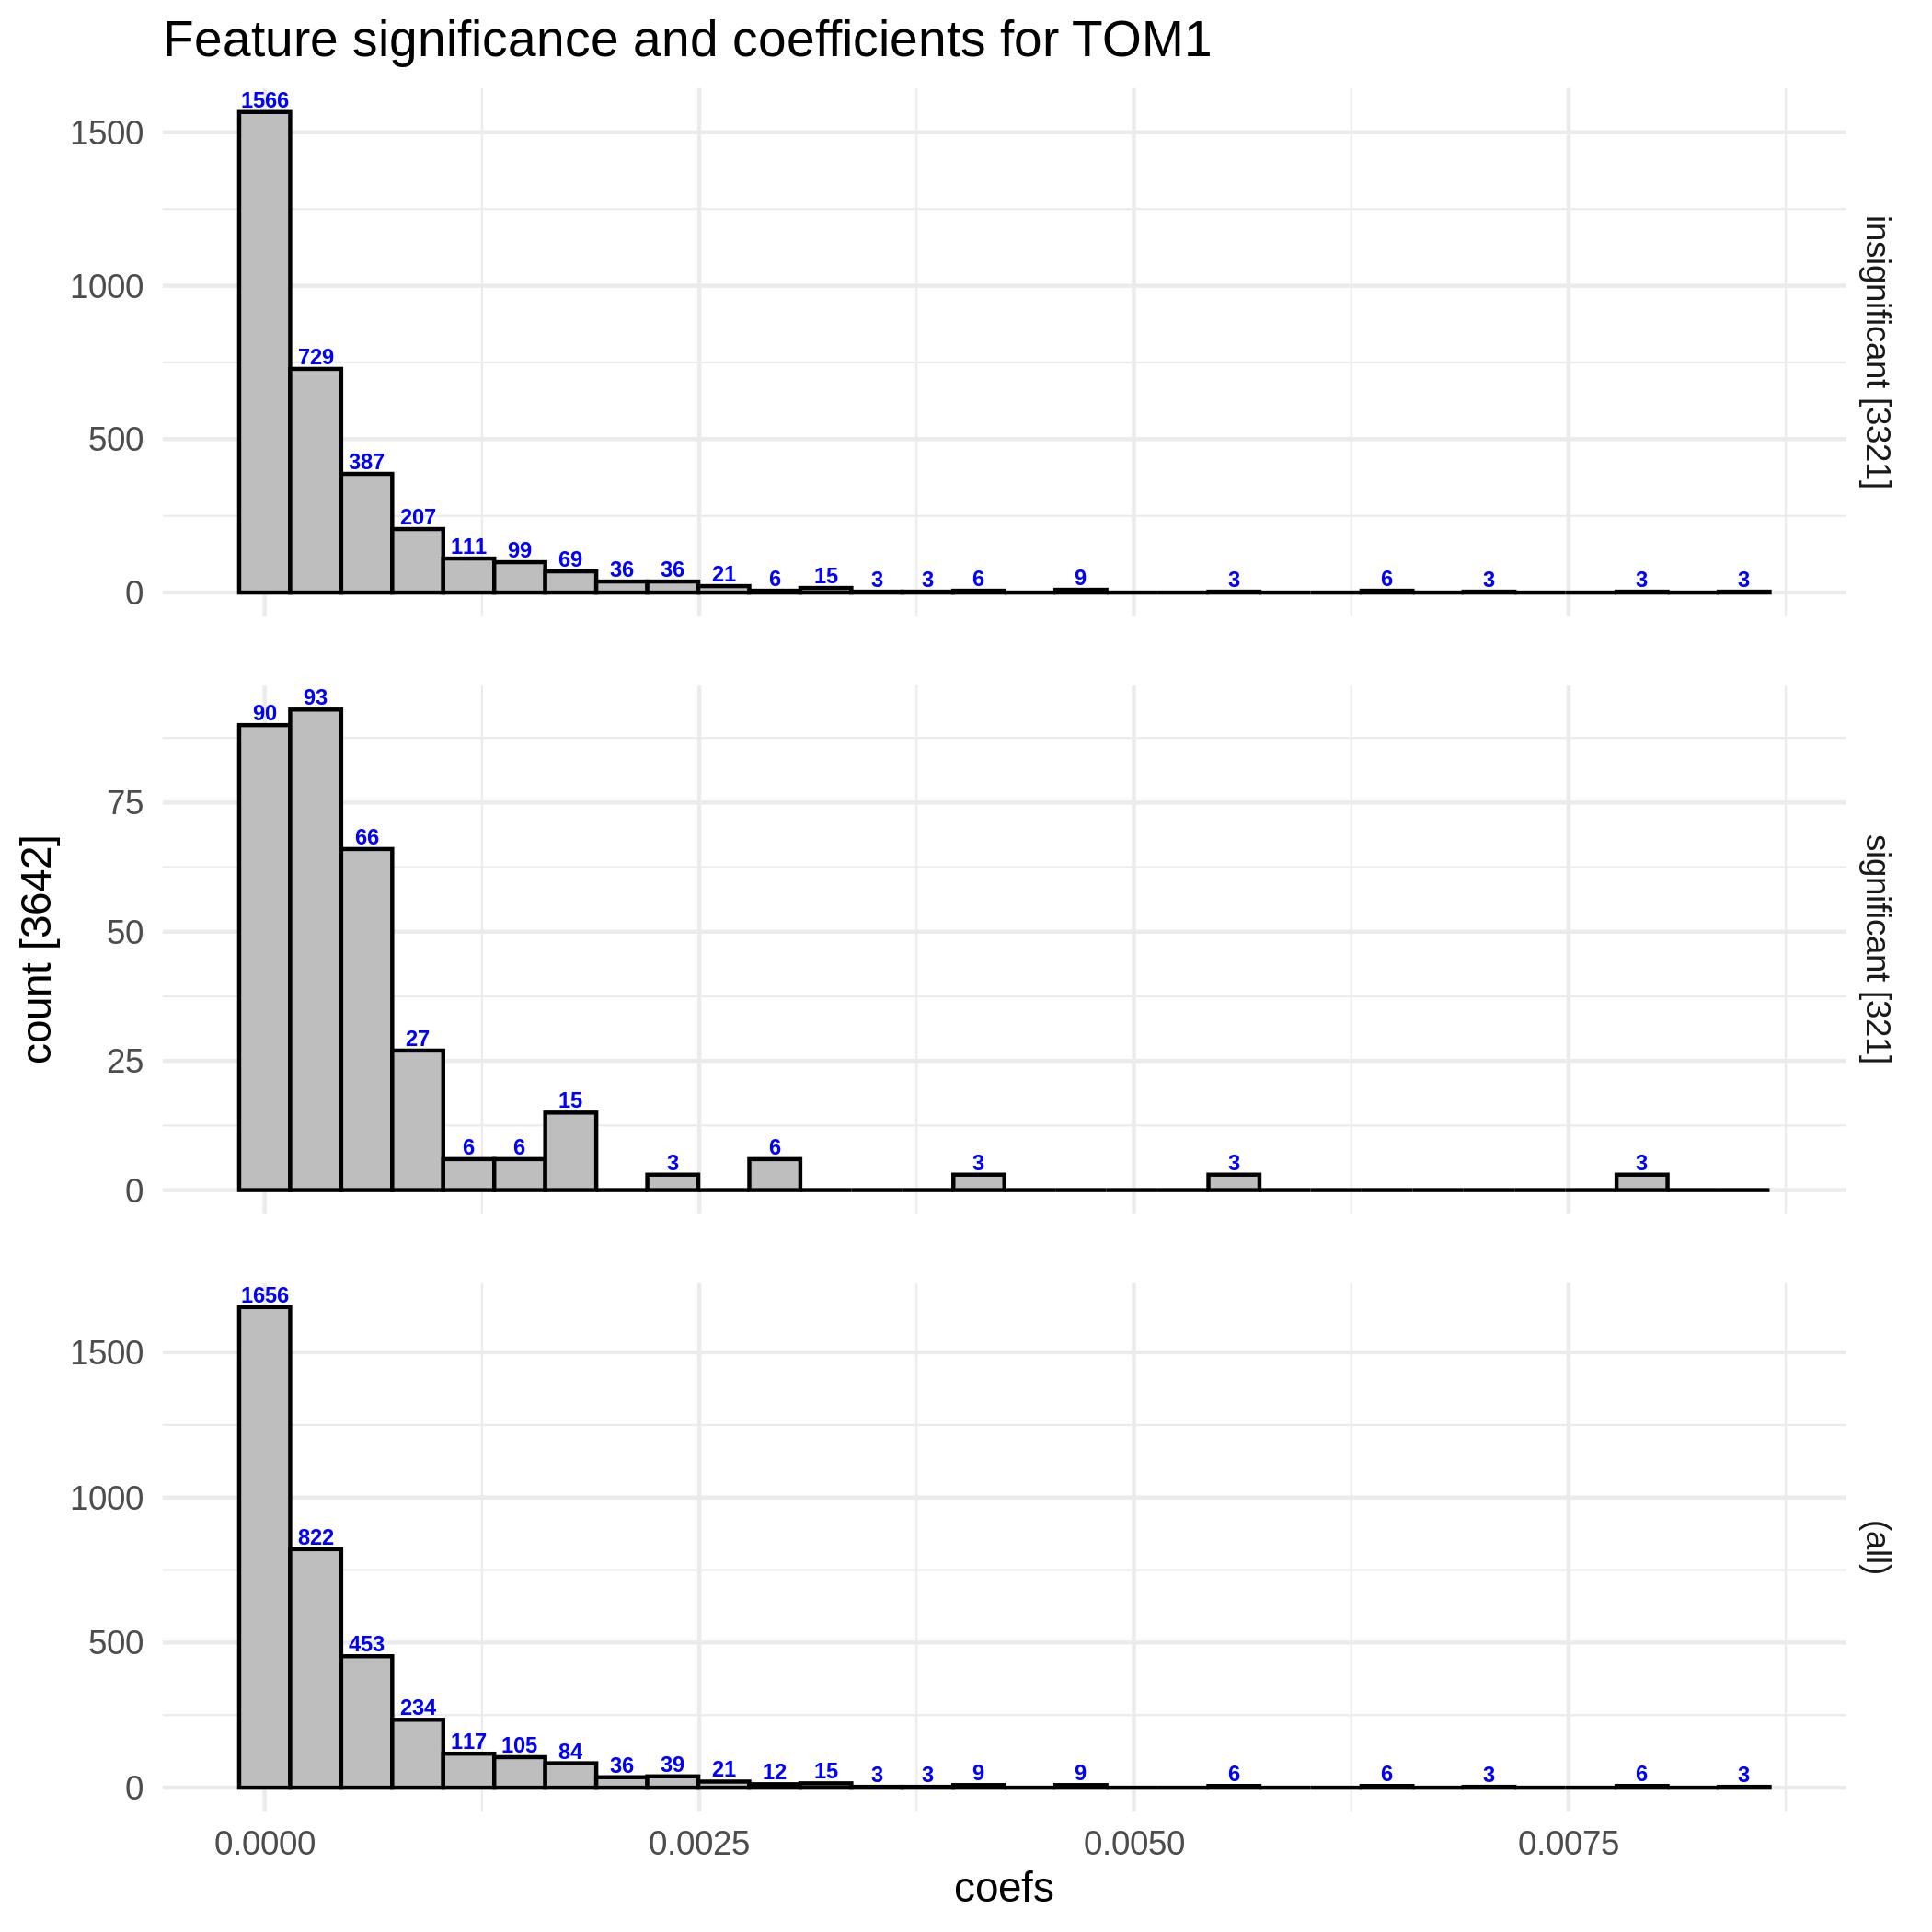 Feature significance and coefficients for TOM1
1566
1500
1000
729
500
387
207
111 99 69 36 36 21 6 15 3 3 6 9 3 6 3 3 3
0
insignificant [3321]
90 93
66
75
50
27
25
6 6 15 3 6 3 3 3
0
significant [321]
count [3642]
1656
1500
1000
822
500
453
234
117 105 84 36 39 21 12 15 3 3 9 9 6 6 3 6 3
0
(all)
0.0000 0.0025 0.0050 0.0075
coefs